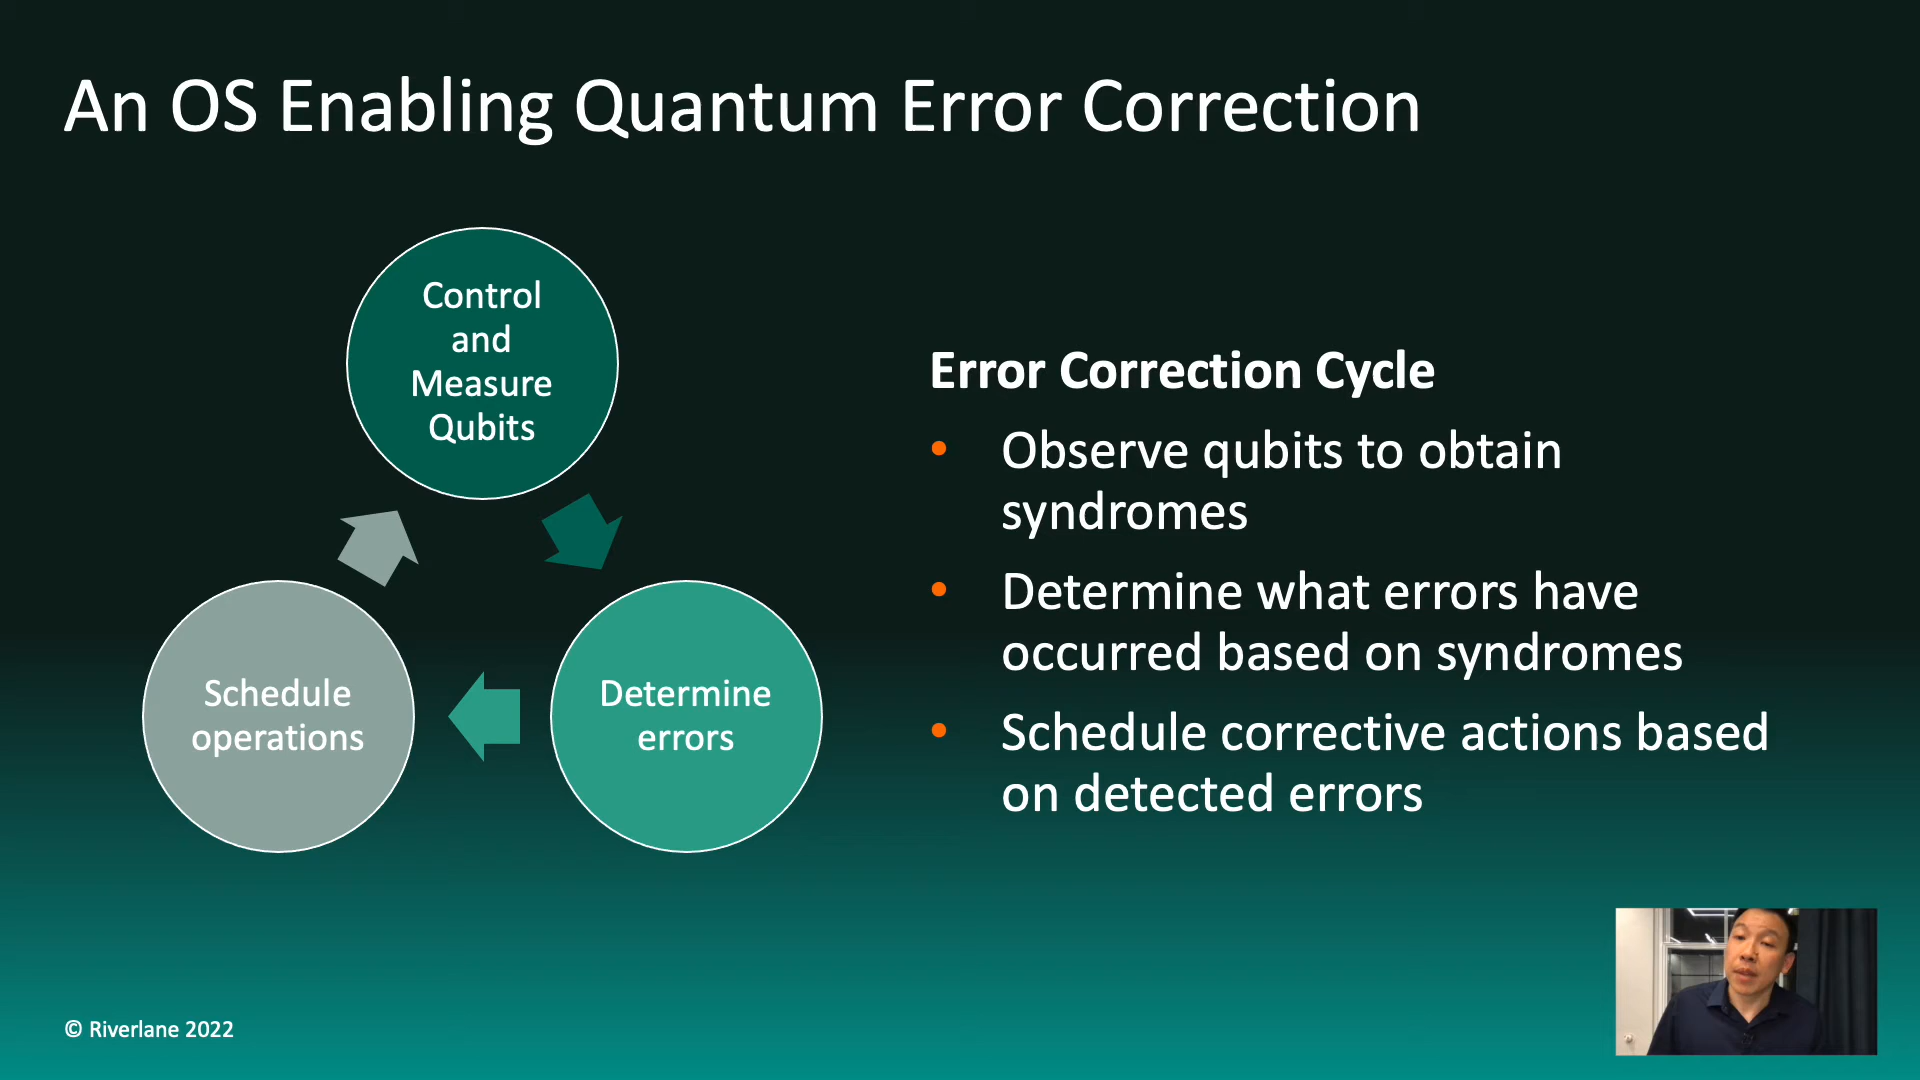 An OS Enabling Quantum Error Correction
Control
and
Measure
Qubits
Schedule
operations
Determine
errors
Error Correction Cycle
• Observe qubits to obtain
syndromes
• Determine what errors have
occurred based on syndromes
• Schedule corrective actions based
on detected errors
© Riverlane 2022